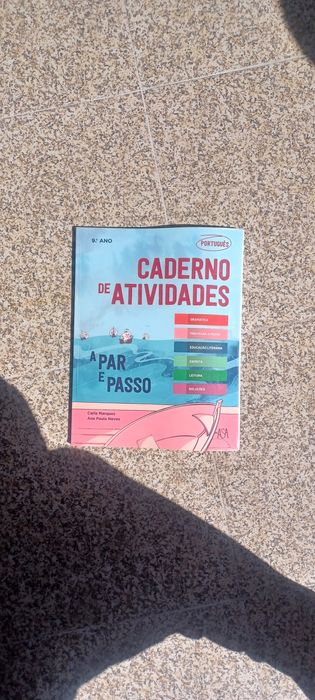 9.º ANO
PORTUGUÊS
CADERNO
DE ATIVIDADES
GRAMÁTICA
EDUCAÇÃO LITERÁRIA
ESCRITA
LEITURA
SOLUÇÕES
A PAR
E PASSO
Carla Marques
Ana Paula Neves
ASA